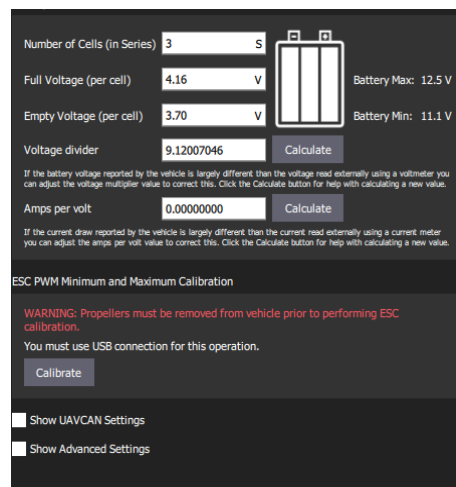 Number of Cells (in Series) 3 S
Full Voltage (per cell) 4.16 V Battery Max: 12.5 V
Empty Voltage (per cell) 3.70 V Battery Min: 11.1 V
Voltage divider 9.12007046 Calculate
If the battery voltage reported by the vehicle is largely different than the voltage read externally using a voltmeter you
can adjust the voltage multiplier value to correct this. Click the Calculate button for help with calculating a new value.
Amps per volt 0.00000000 Calculate
If the current draw reported by the vehicle is largely different than the current read externally using a current meter
you can adjust the amps per volt value to correct this. Click the Calculate button for help with calculating a new value.
ESC PWM Minimum and Maximum Calibration
WARNING: Propellers must be removed from vehicle prior to performing ESC
calibration.
You must use USB connection for this operation.
Calibrate
Show UAVCAN Settings
Show Advanced Settings